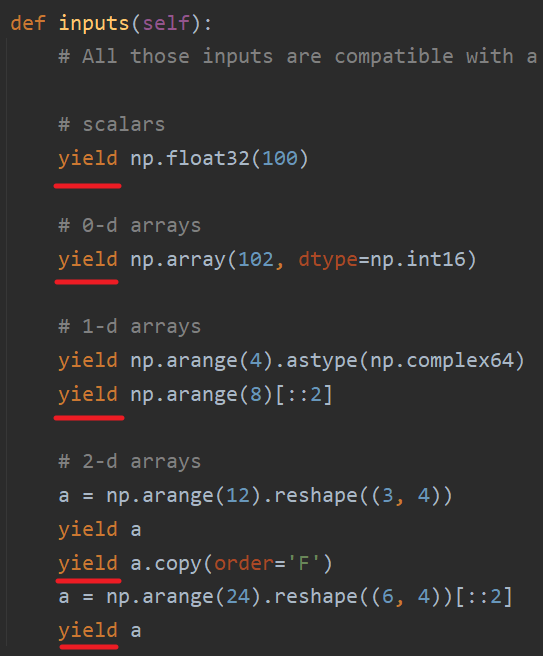 def inputs(self):
# All those inputs are compatible with a
# scalars
yield np.float32(100)
# 0-d arrays
yield np.array(102, dtype=np.int16)
# 1-d arrays
yield np.arange(4).astype(np.complex64)
yield np.arange(8)[::2]
# 2-d arrays
a = np.arange(12).reshape((3, 4))
yield a
yield a.copy(order='F')
a = np.arange(24).reshape((6, 4))[::2]
yield a